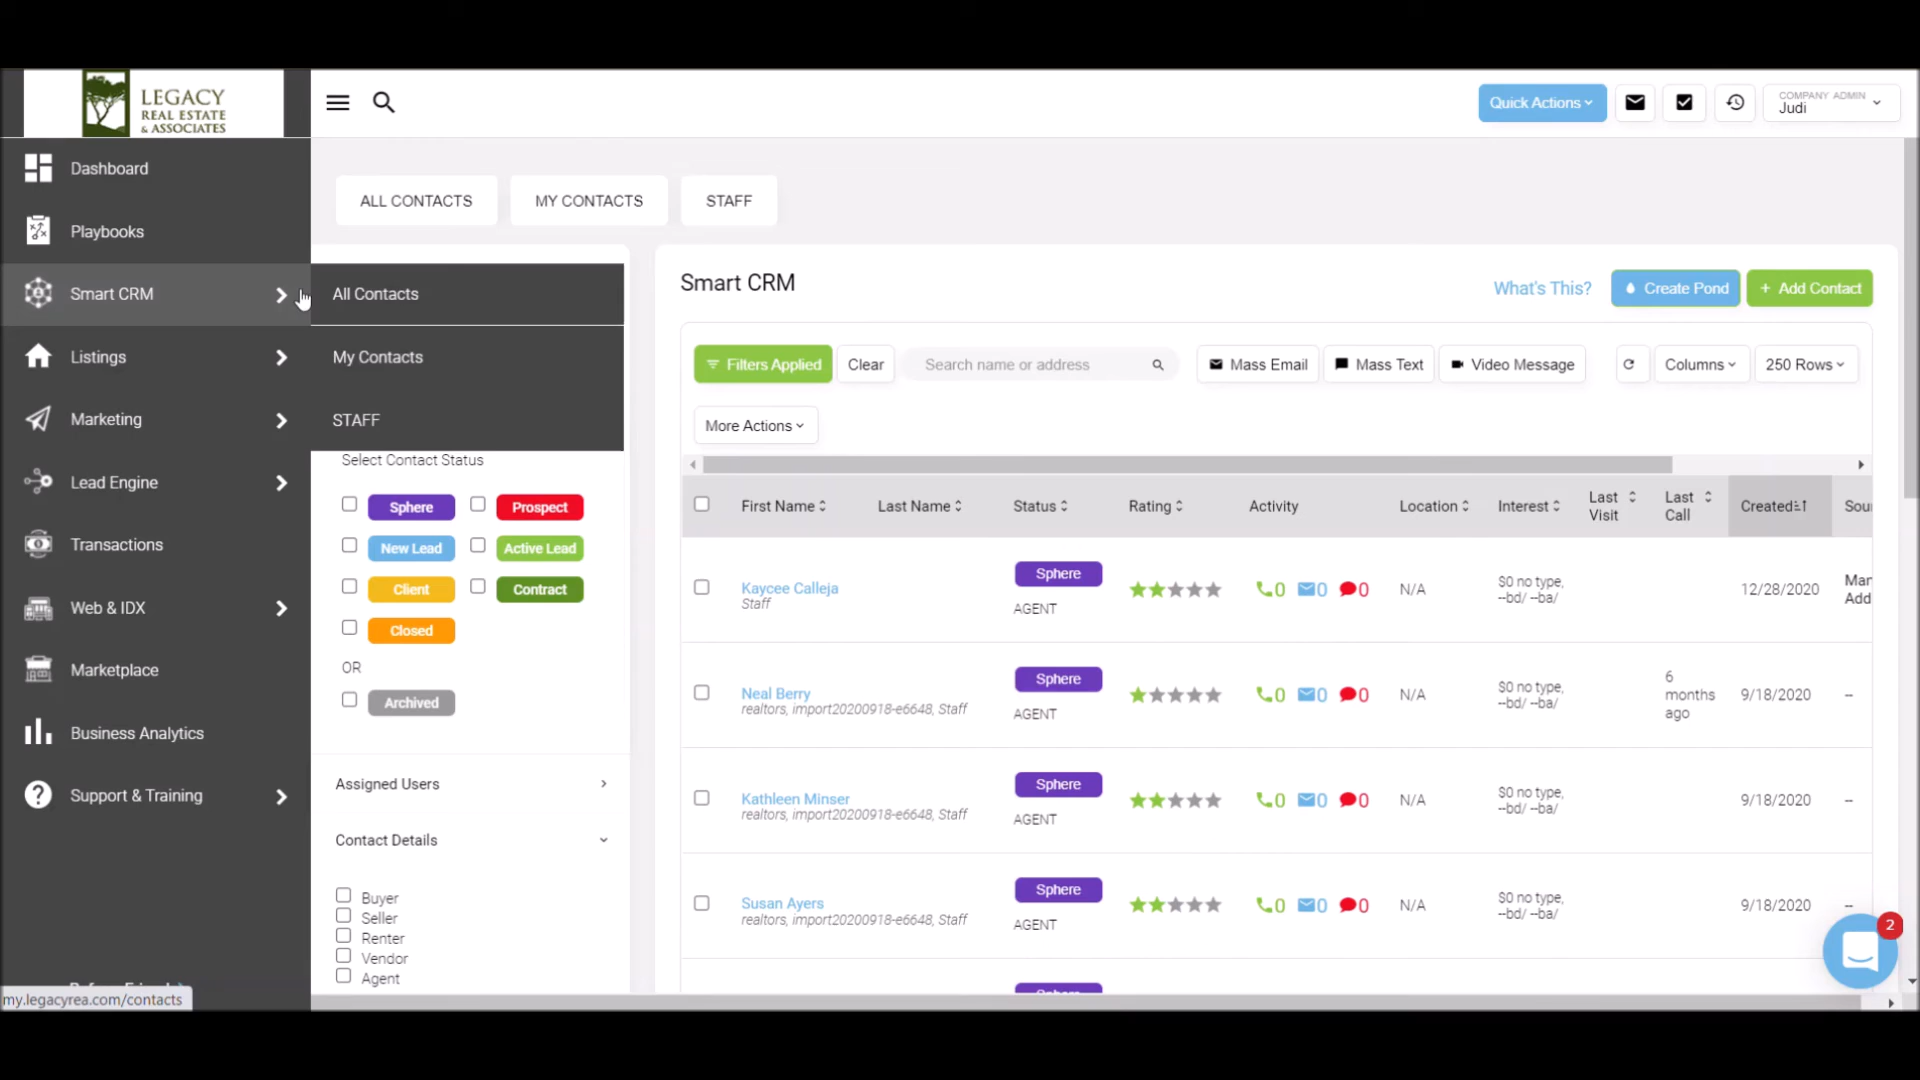 LEGACY
REAL ESTATE
& ASSOCIATES
Quick Actions
COMPANY ADMIN
Judi
Dashboard
Playbooks
Smart CRM
Listings
Marketing
Lead Engine
Transactions
Web & IDX
Marketplace
Business Analytics
Support & Training
my.legacyrea.com/contacts
ALL CONTACTS
MY CONTACTS
STAFF
All Contacts
My Contacts
STAFF
Select Contact Status
Sphere
Prospect
New Lead
Active Lead
Client
Contract
Closed
OR
Archived
Assigned Users
Contact Details
Buyer
Seller
Renter
Vendor
Agent
Smart CRM
What's This?
Create Pond
+ Add Contact
Filters Applied
Clear
Search name or address
Mass Email
Mass Text
Video Message
Columns
250 Rows
More Actions
First Name
Last Name
Status
Rating
Activity
Location
Interest
Last Visit
Last Call
Created
Sou
Kaycee Calleja
Staff
Sphere
AGENT
0 0 0
N/A
$0 no type,
--bd/ --ba/
12/28/2020
Man
Add
Neal Berry
realtors, import20200918-e6648, Staff
Sphere
AGENT
0 0 0
N/A
$0 no type,
--bd/ --ba/
6
months
ago
9/18/2020
--
Kathleen Minser
realtors, import20200918-e6648, Staff
Sphere
AGENT
0 0 0
N/A
$0 no type,
--bd/ --ba/
9/18/2020
--
Susan Ayers
realtors, import20200918-e6648, Staff
Sphere
AGENT
0 0 0
N/A
$0 no type,
--bd/ --ba/
9/18/2020
--
Sphere
2